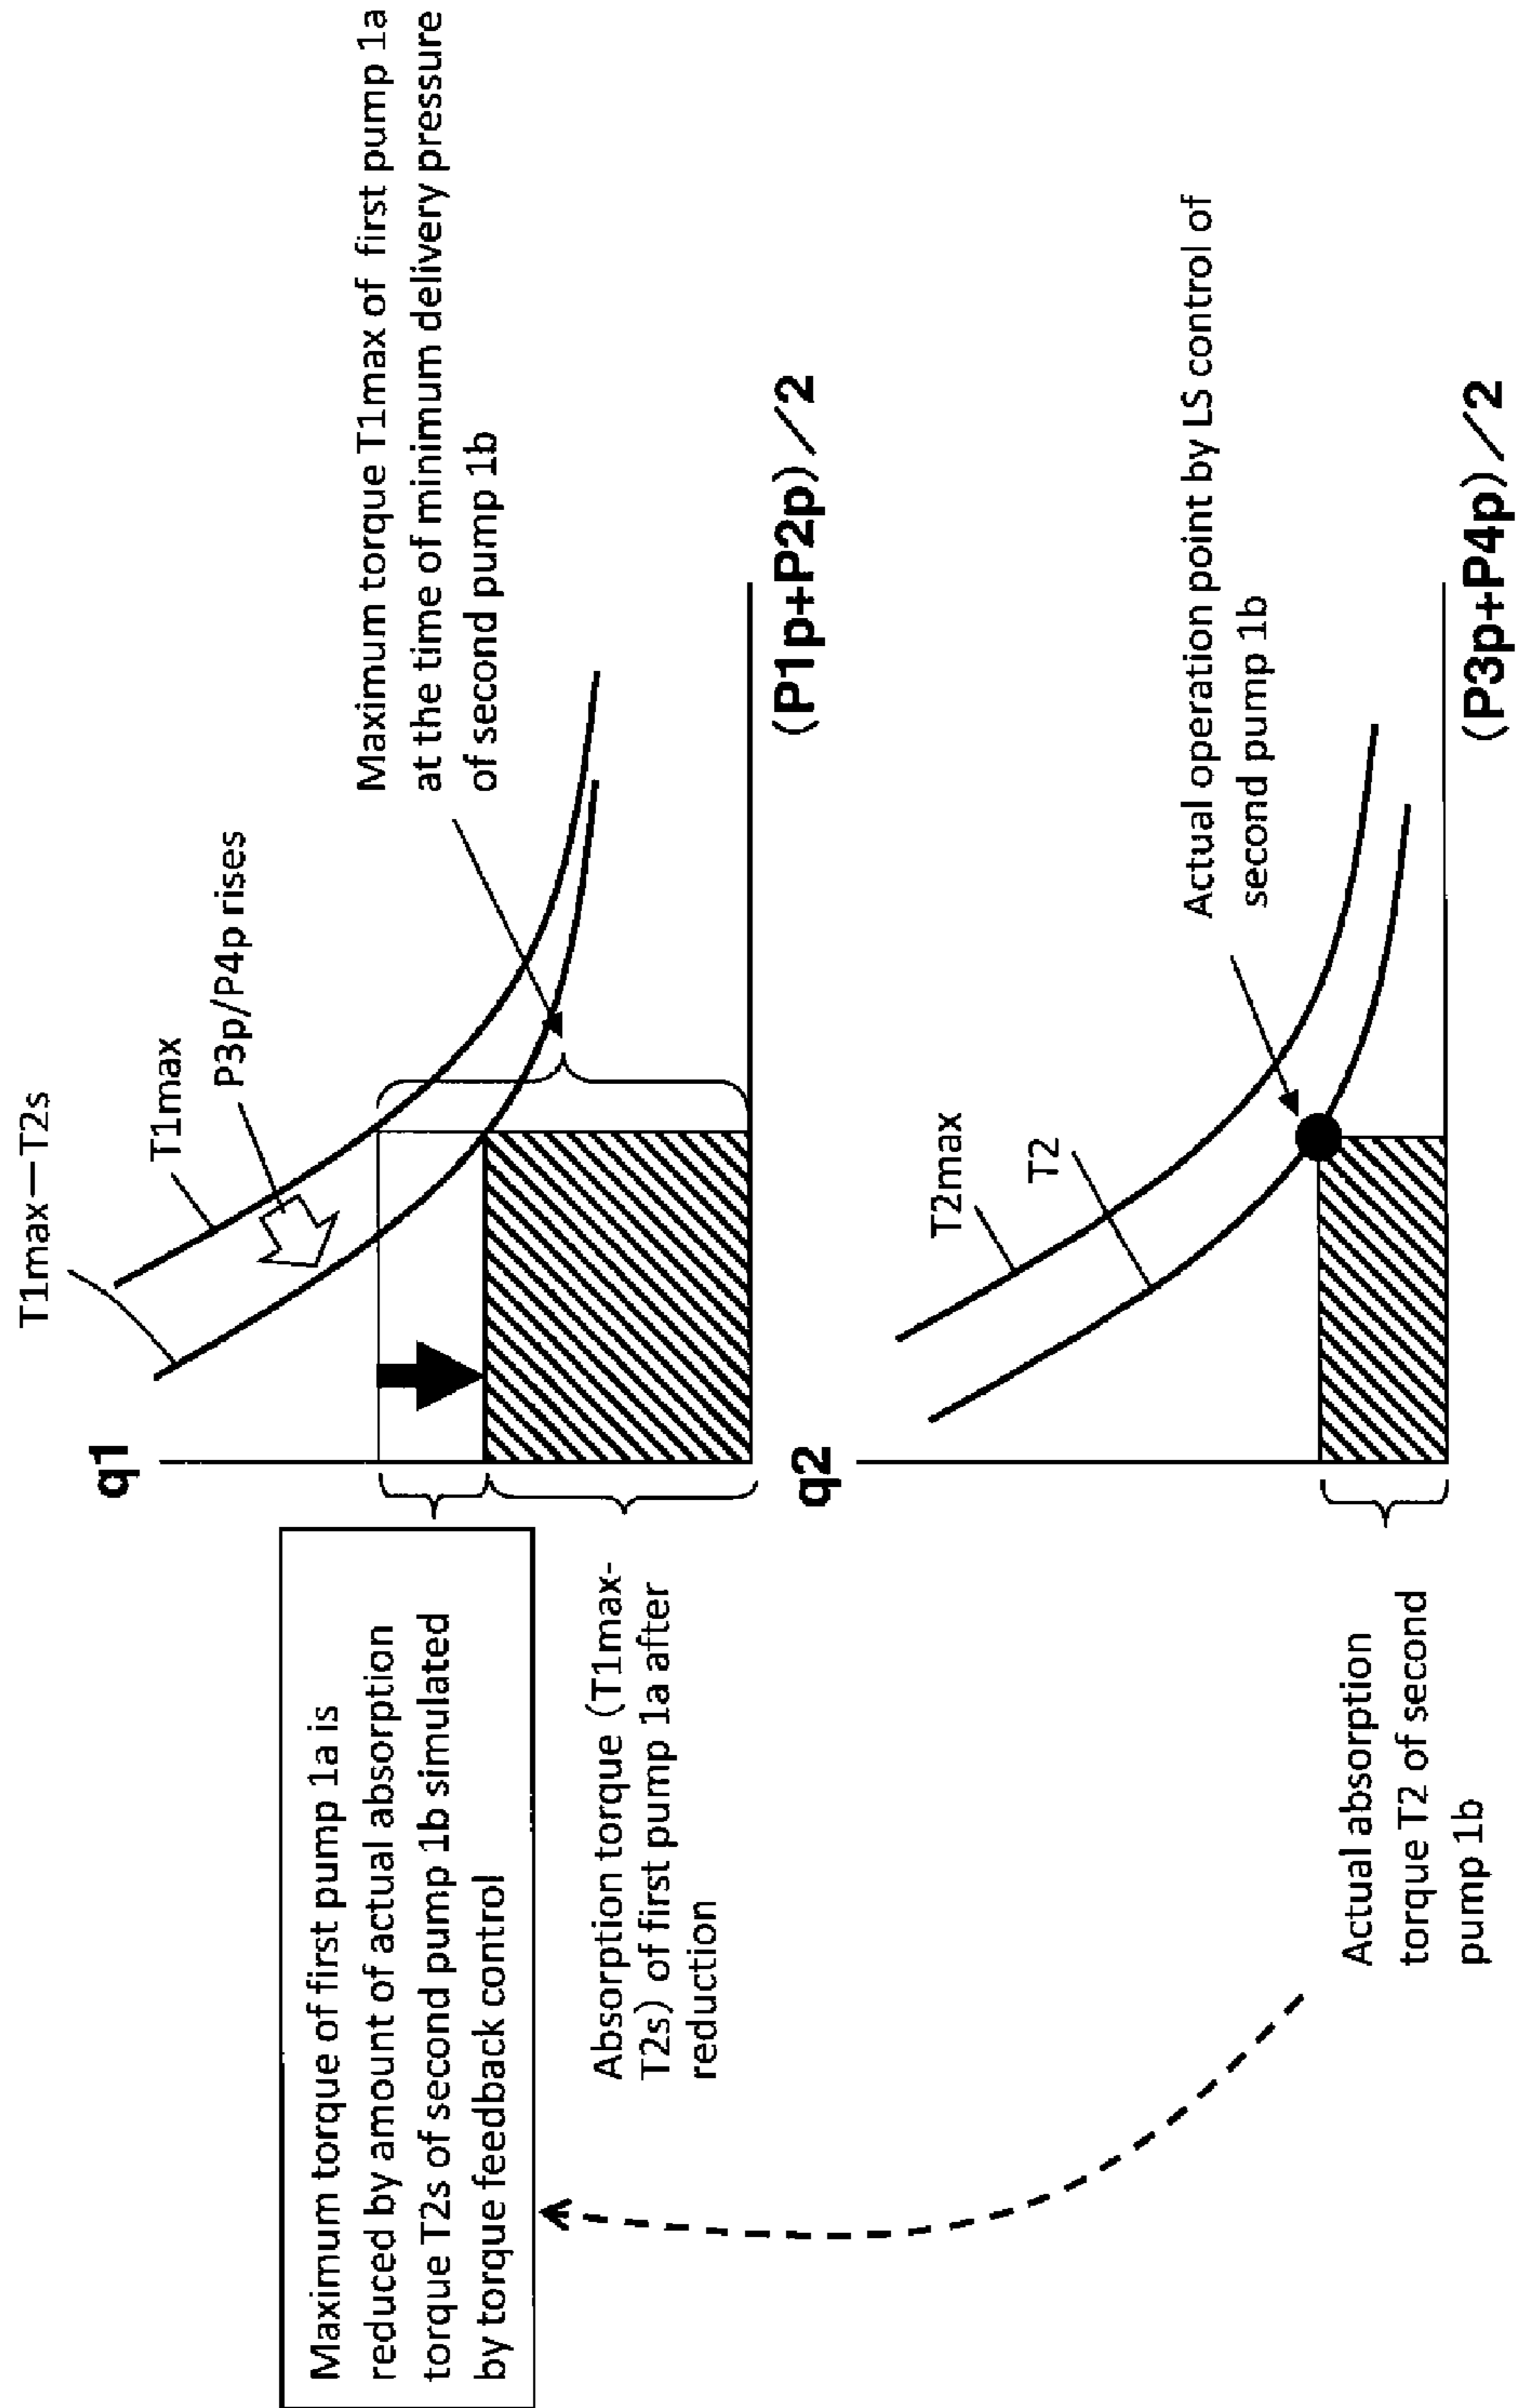 T1max－T2s
T1max
P3p/P4p rises
q1
Maximum torque T1max of first pump 1a
at the time of minimum delivery pressure
of second pump 1b
(P1p+P2p)／2
Maximum torque of first pump 1a is
reduced by amount of actual absorption
torque T2s of second pump 1b simulated
by torque feedback control
Absorption torque (T1max-
T2s) of first pump 1a after
reduction
q2
T2max
T2
Actual operation point by LS control of
second pump 1b
(P3p+P4p)／2
Actual absorption
torque T2 of second
pump 1b